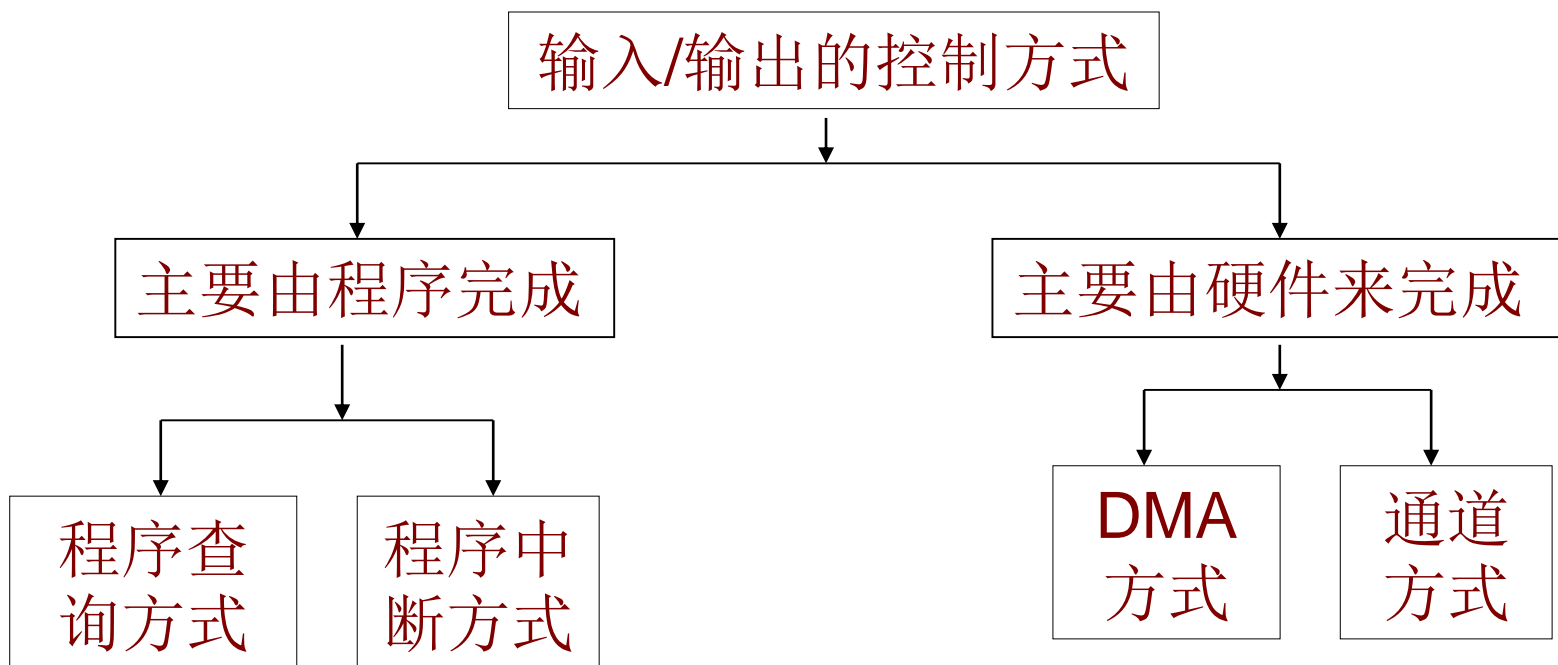 输入/输出的控制方式
主要由程序完成
主要由硬件来完成
程序查
询方式
程序中
断方式
DMA
方式
通道
方式